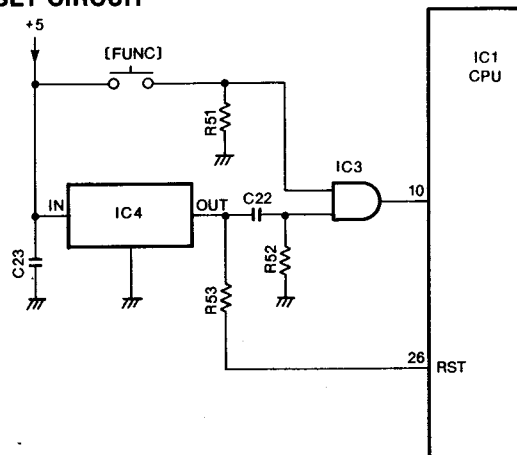 SET CIRCUIT
+5
[FUNC]
IC1
CPU
R51
IC3
10
IN
IC4
OUT
C22
C23
R52
R53
26
RST